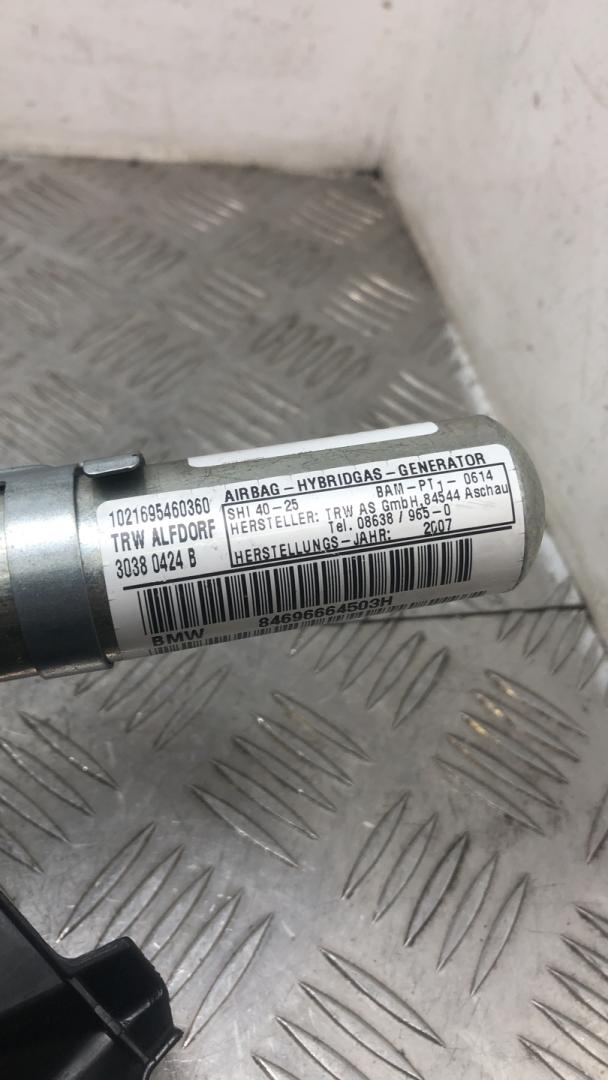 1021695460360
TRW ALFDORF
3038 0424 B
AIRBAG-HYBRIDGAS-GENERATOR
SHI 40-25 BAM-PT1-0614
HERSTELLER: TRW AS GmbH, 84544 Aschau
Tel. 08638/965-0
HERSTELLUNGS-JAHR: 2007
84696664503H
BMW